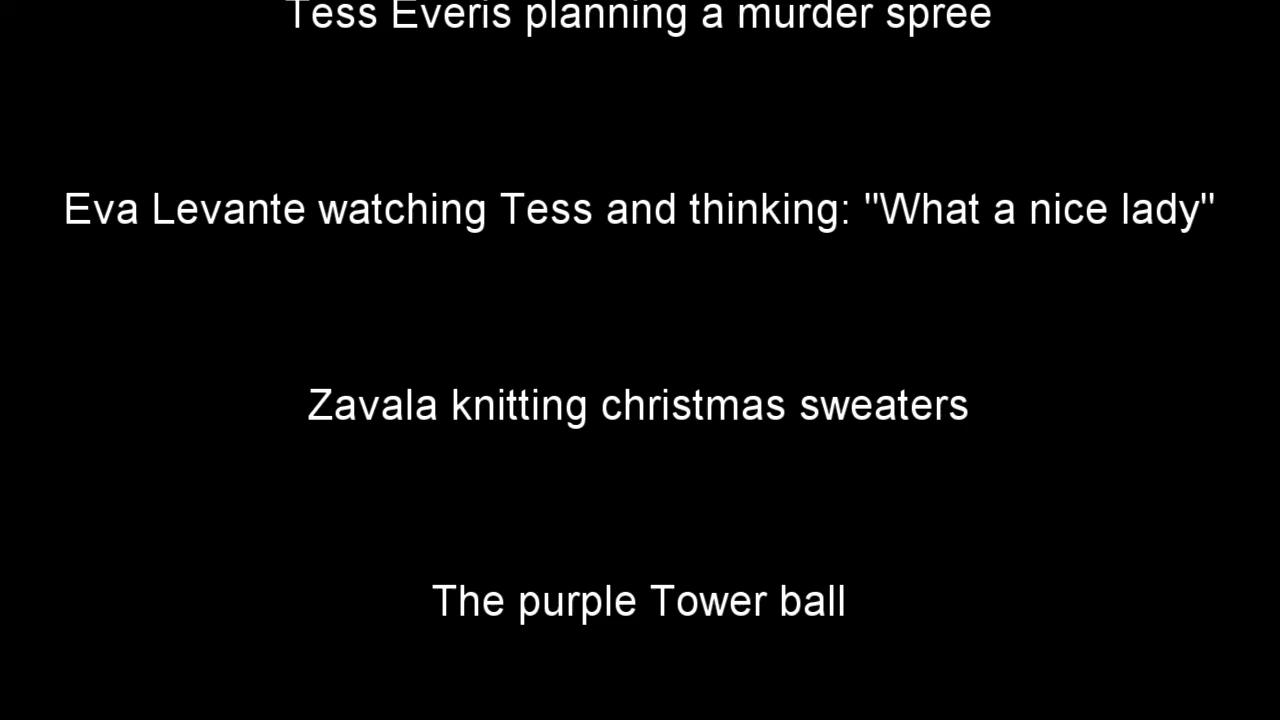 Tess Everis planning a murder spree
Eva Levante watching Tess and thinking: "What a nice lady"
Zavala knitting christmas sweaters
The purple Tower ball